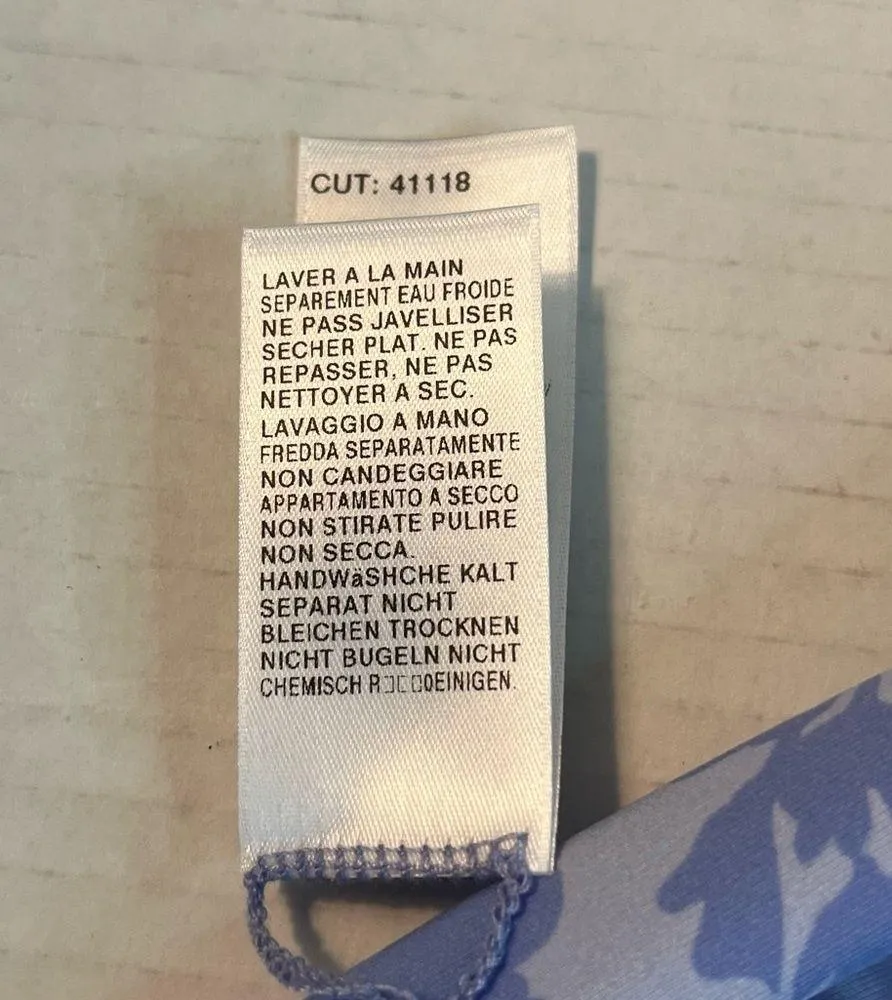 CUT: 41118
LAVER A LA MAIN
SEPAREMENT EAU FROIDE
NE PASS JAVELLISER
SECHER PLAT. NE PAS
REPASSER, NE PAS
NETTOYER A SEC.
LAVAGGIO A MANO
FREDDA SEPARATAMENTE
NON CANDEGGIARE
APPARTAMENTO A SECCO
NON STIRATE PULIRE
NON SECCA.
HANDWäSHCHE KALT
SEPARAT NICHT
BLEICHEN TROCKNEN
NICHT BUGELN NICHT
CHEMISCH R□□□0EINIGEN.